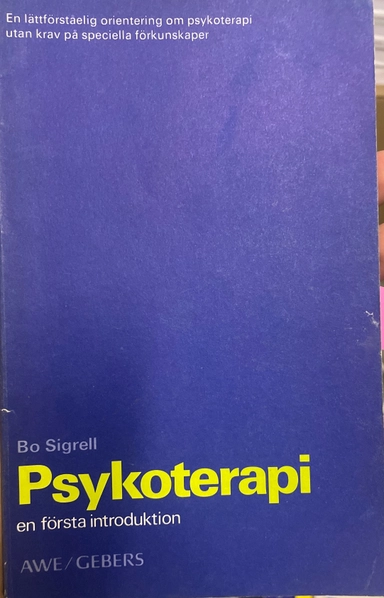 En lättförståelig orientering om psykoterapi
utan krav på speciella förkunskaper
Bo Sigrell
Psykoterapi
en första introduktion
AWE/GEBERS